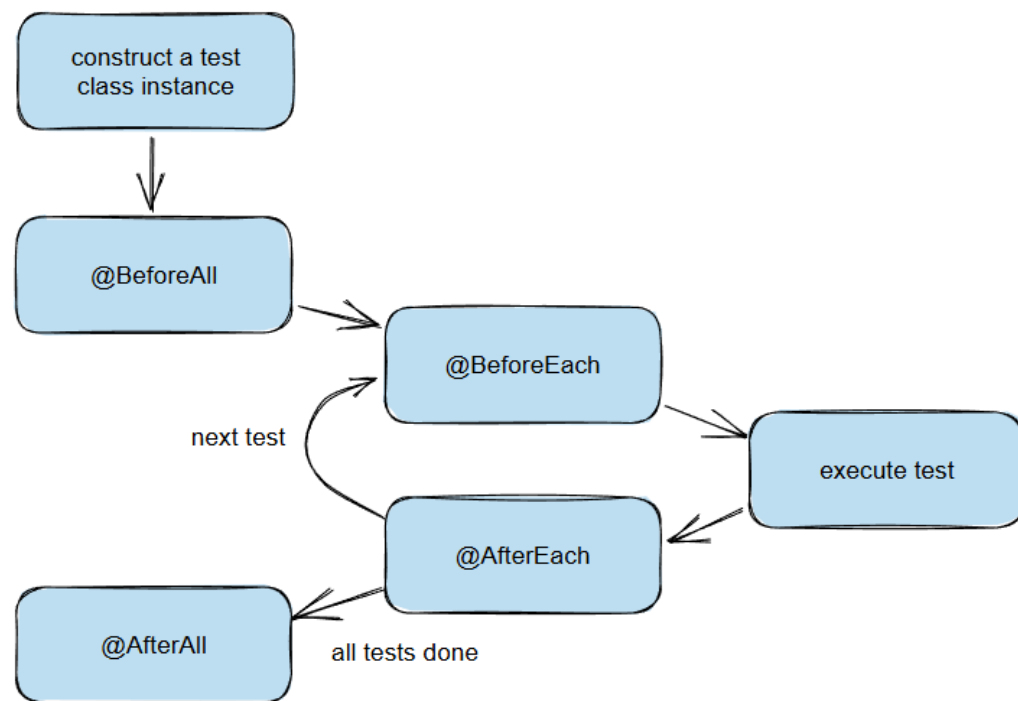 construct a test
class instance
@BeforeAll
@BeforeEach
next test
execute test
@AfterEach
@AfterAll
all tests done